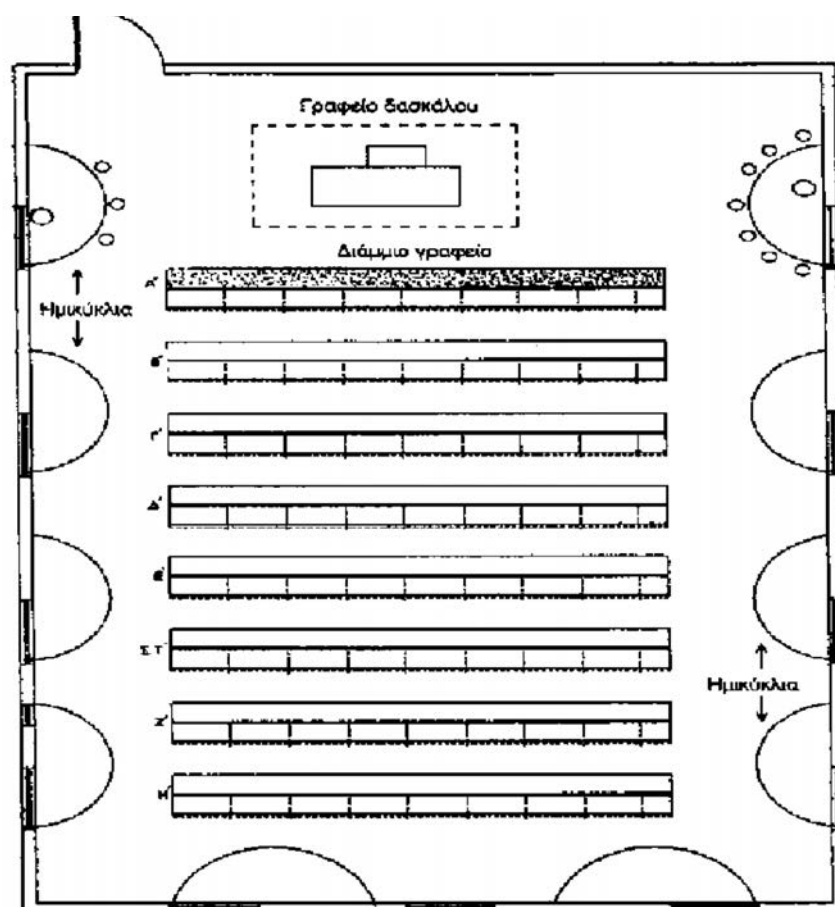 Γραφείο δασκάλου
Διάμμιο γραφείο
Α΄
Ημικύκλια
Β΄
Γ΄
Δ΄
Ε΄
ΣΤ΄
Ημικύκλια
Ζ΄
Η΄